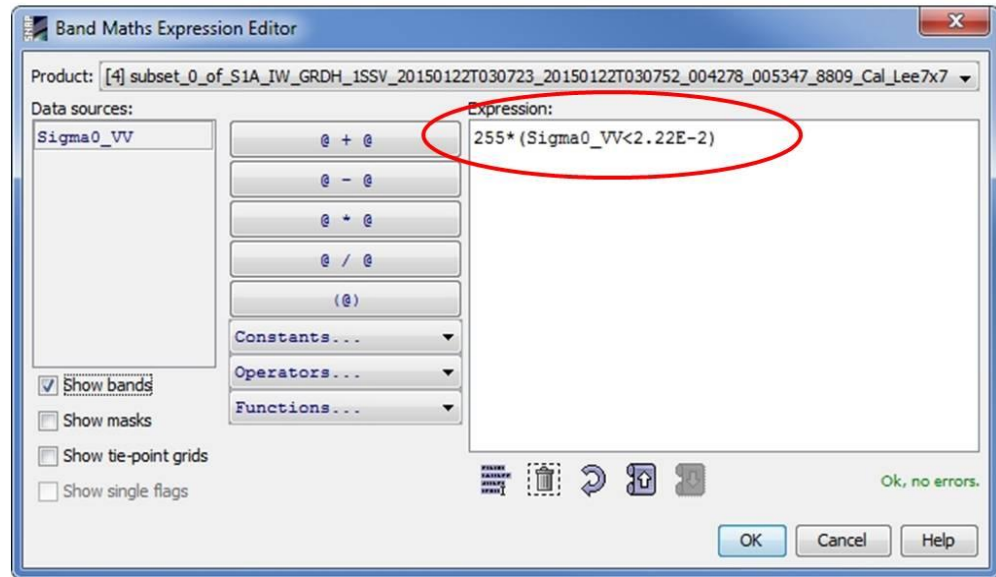 Band Maths Expression Editor
Product: [4] subset_0_of_S1A_IW_GRDH_1SSV_20150122T030723_20150122T030752_004278_005347_8809_Cal_Lee7x7
Data sources:
Expression:
Sigma0_VV
@ + @
@ - @
@ * @
@ / @
(@)
Constants...
Operators...
Functions...
255*(Sigma0_VV<2.22E-2)
Show bands
Show masks
Show tie-point grids
Show single flags
Ok, no errors.
OK
Cancel
Help